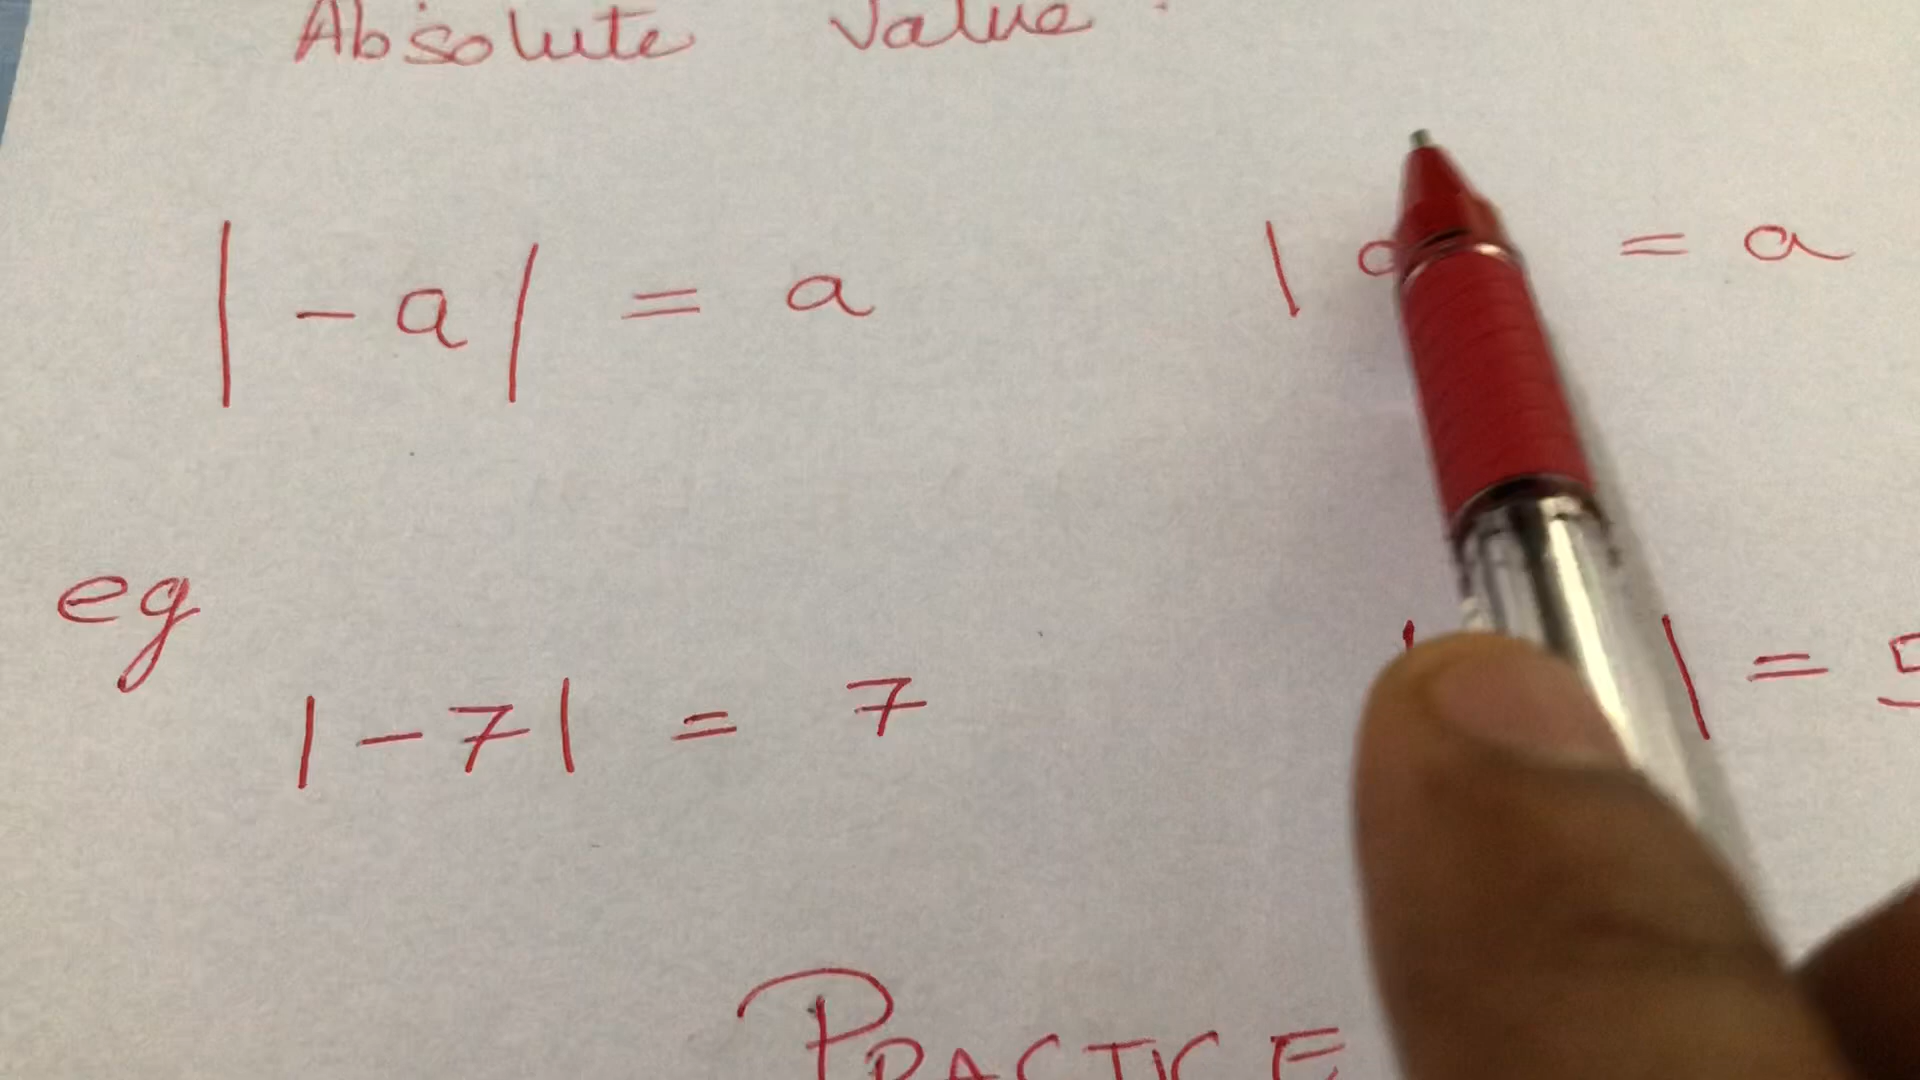 Absolute Value :
|-a| = a | a = a
eg
|-7| = 7 | | =
PRACTICE